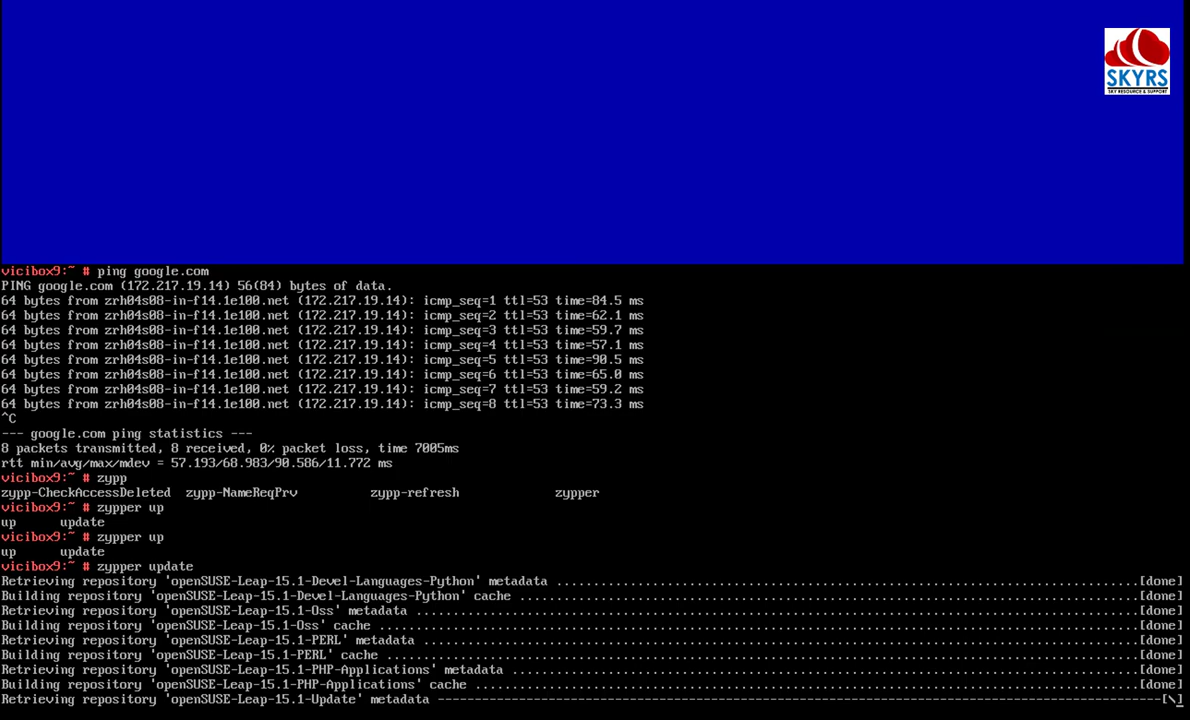 SKYRS
SKY RESOURCE & SUPPORT
vicibox9:~ # ping google.com
PING google.com (172.217.19.14) 56(84) bytes of data.
64 bytes from zrh04s08-in-f14.1e100.net (172.217.19.14): icmp_seq=1 ttl=53 time=84.5 ms
64 bytes from zrh04s08-in-f14.1e100.net (172.217.19.14): icmp_seq=2 ttl=53 time=62.1 ms
64 bytes from zrh04s08-in-f14.1e100.net (172.217.19.14): icmp_seq=3 ttl=53 time=59.7 ms
64 bytes from zrh04s08-in-f14.1e100.net (172.217.19.14): icmp_seq=4 ttl=53 time=57.1 ms
64 bytes from zrh04s08-in-f14.1e100.net (172.217.19.14): icmp_seq=5 ttl=53 time=90.5 ms
64 bytes from zrh04s08-in-f14.1e100.net (172.217.19.14): icmp_seq=6 ttl=53 time=65.0 ms
64 bytes from zrh04s08-in-f14.1e100.net (172.217.19.14): icmp_seq=7 ttl=53 time=59.2 ms
64 bytes from zrh04s08-in-f14.1e100.net (172.217.19.14): icmp_seq=8 ttl=53 time=73.3 ms
^C
--- google.com ping statistics ---
8 packets transmitted, 8 received, 0% packet loss, time 7005ms
rtt min/avg/max/mdev = 57.193/68.983/90.586/11.772 ms
vicibox9:~ # zypp
zypp-CheckAccessDeleted  zypp-NameReqPrv          zypp-refresh             zypper
vicibox9:~ # zypper up
up      update
vicibox9:~ # zypper up
up      update
vicibox9:~ # zypper update
Retrieving repository 'openSUSE-Leap-15.1-Devel-Languages-Python' metadata ...............................................................................[done]
Building repository 'openSUSE-Leap-15.1-Devel-Languages-Python' cache ....................................................................................[done]
Retrieving repository 'openSUSE-Leap-15.1-Oss' metadata ..................................................................................................[done]
Building repository 'openSUSE-Leap-15.1-Oss' cache .......................................................................................................[done]
Retrieving repository 'openSUSE-Leap-15.1-PERL' metadata .................................................................................................[done]
Building repository 'openSUSE-Leap-15.1-PERL' cache ......................................................................................................[done]
Retrieving repository 'openSUSE-Leap-15.1-PHP-Applications' metadata .....................................................................................[done]
Building repository 'openSUSE-Leap-15.1-PHP-Applications' cache ..........................................................................................[done]
Retrieving repository 'openSUSE-Leap-15.1-Update' metadata --------------------------------------------------------------------------------------------------[\]